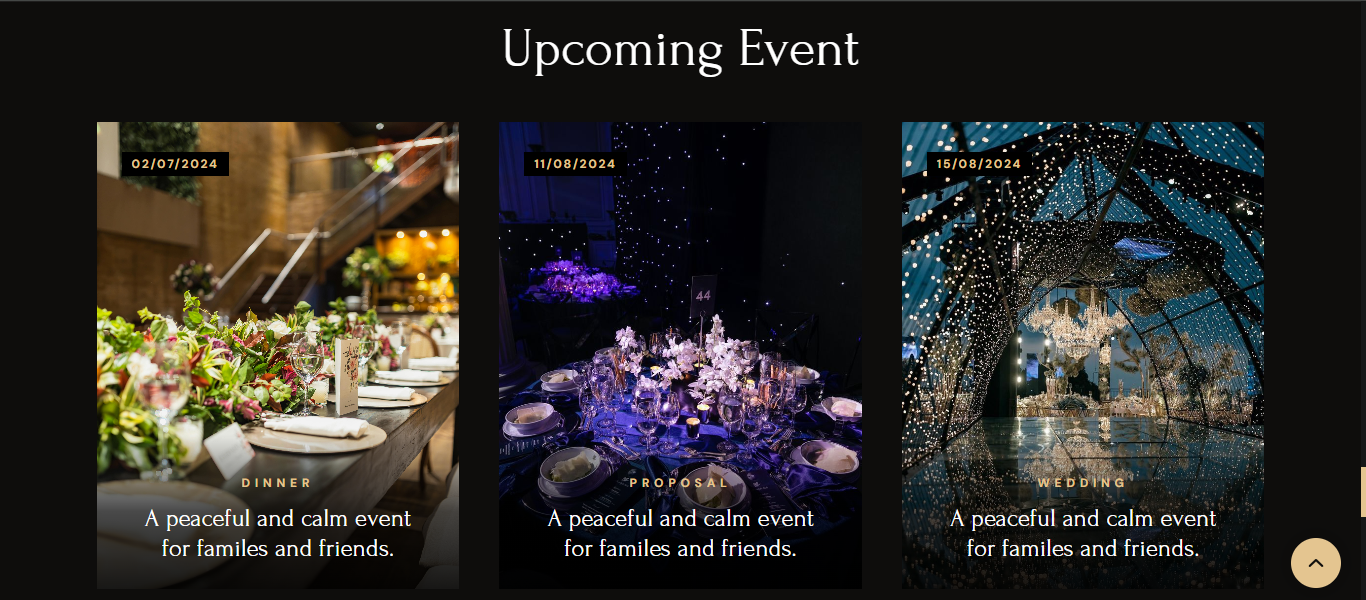 Upcoming Event
02/07/2024
11/08/2024
15/08/2024
44
DINNER
A peaceful and calm event
for familes and friends.
PROPOSAL
A peaceful and calm event
for familes and friends.
WEDDING
A peaceful and calm event
for familes and friends.